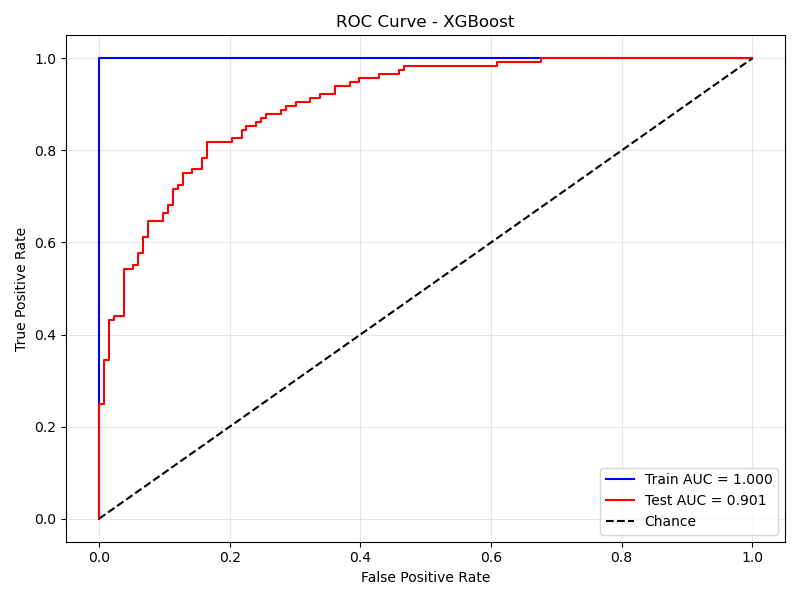 ROC Curve - XGBoost
True Positive Rate
1.0
0.8
0.6
0.4
0.2
0.0
Train AUC = 1.000
Test AUC = 0.901
Chance
0.0 0.2 0.4 0.6 0.8 1.0
False Positive Rate